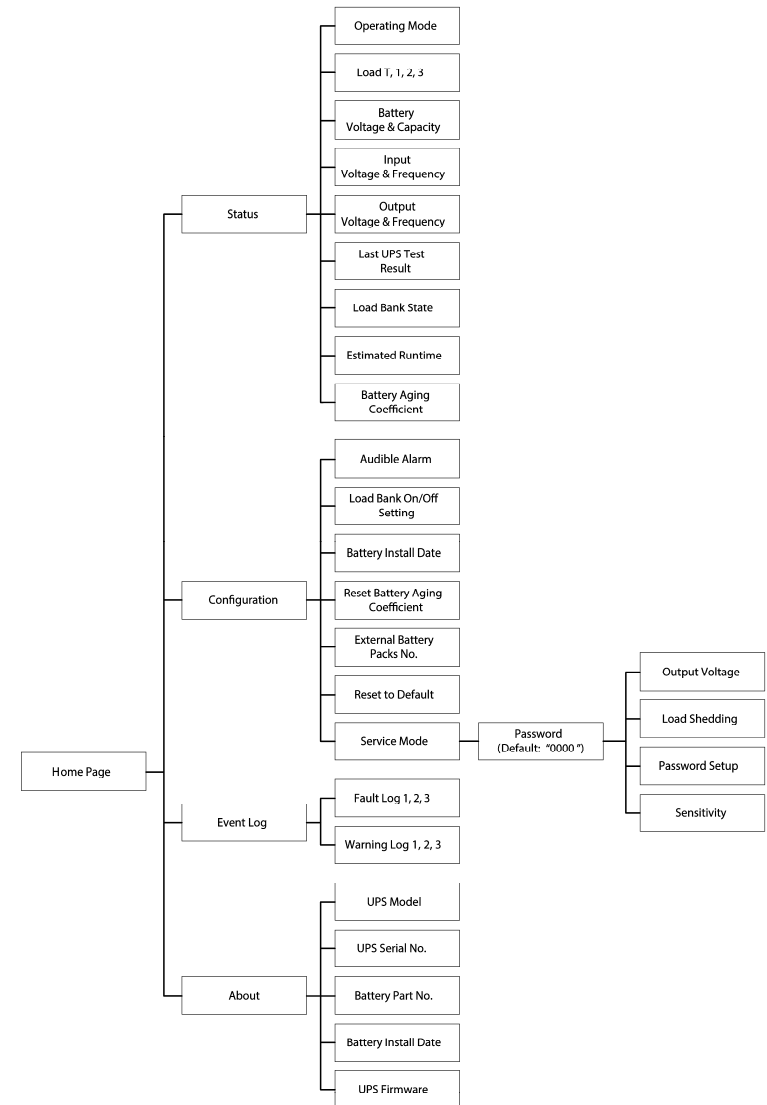 Operating Mode
Load T, 1, 2, 3
Battery
Voltage & Capacity
Input
Voltage & Frequency
Status
Output
Voltage & Frequency
Last UPS Test
Result
Load Bank State
Estimated Runtime
Battery Aging
Coefficient
Audible Alarm
Load Bank On/Off
Setting
Battery Install Date
Configuration
Reset Battery Aging
Coefficient
External Battery
Packs No.
Reset to Default
Service Mode
Password
(Default: "0000")
Output Voltage
Load Shedding
Password Setup
Sensitivity
Home Page
Event Log
Fault Log 1, 2, 3
Warning Log 1, 2, 3
UPS Model
UPS Serial No.
About
Battery Part No.
Battery Install Date
UPS Firmware